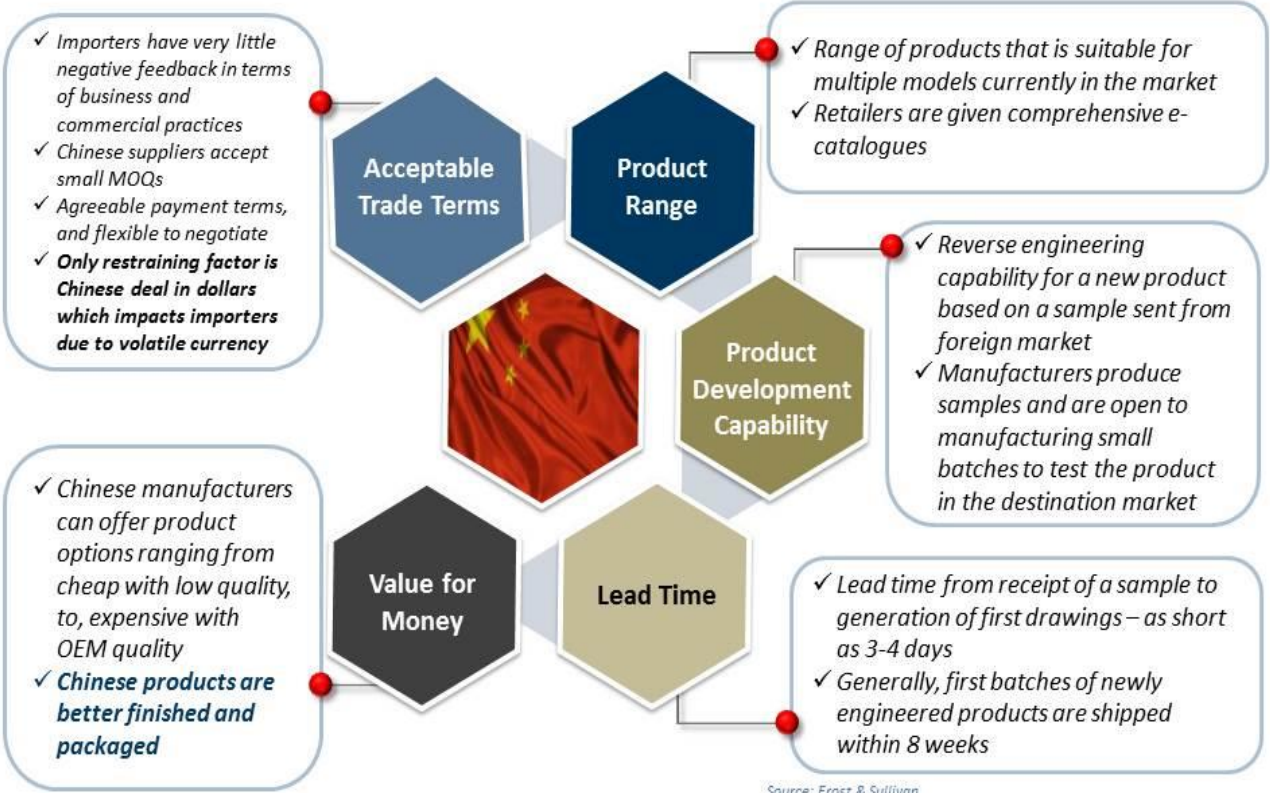 ✓ Importers have very little
negative feedback in terms
of business and
commercial practices
✓ Chinese suppliers accept
small MOQs
✓ Agreeable payment terms,
and flexible to negotiate
✓ Only restraining factor is
Chinese deal in dollars
which impacts importers
due to volatile currency
Acceptable
Trade Terms
Product
Range
✓ Range of products that is suitable for
multiple models currently in the market
✓ Retailers are given comprehensive e-
catalogues
Product
Development
Capability
✓ Reverse engineering
capability for a new product
based on a sample sent from
foreign market
✓ Manufacturers produce
samples and are open to
manufacturing small
batches to test the product
in the destination market
✓ Chinese manufacturers
can offer product
options ranging from
cheap with low quality,
to, expensive with
OEM quality
✓ Chinese products are
better finished and
packaged
Value for
Money
Lead Time
✓ Lead time from receipt of a sample to
generation of first drawings – as short
as 3-4 days
✓ Generally, first batches of newly
engineered products are shipped
within 8 weeks
Source: Frost & Sullivan